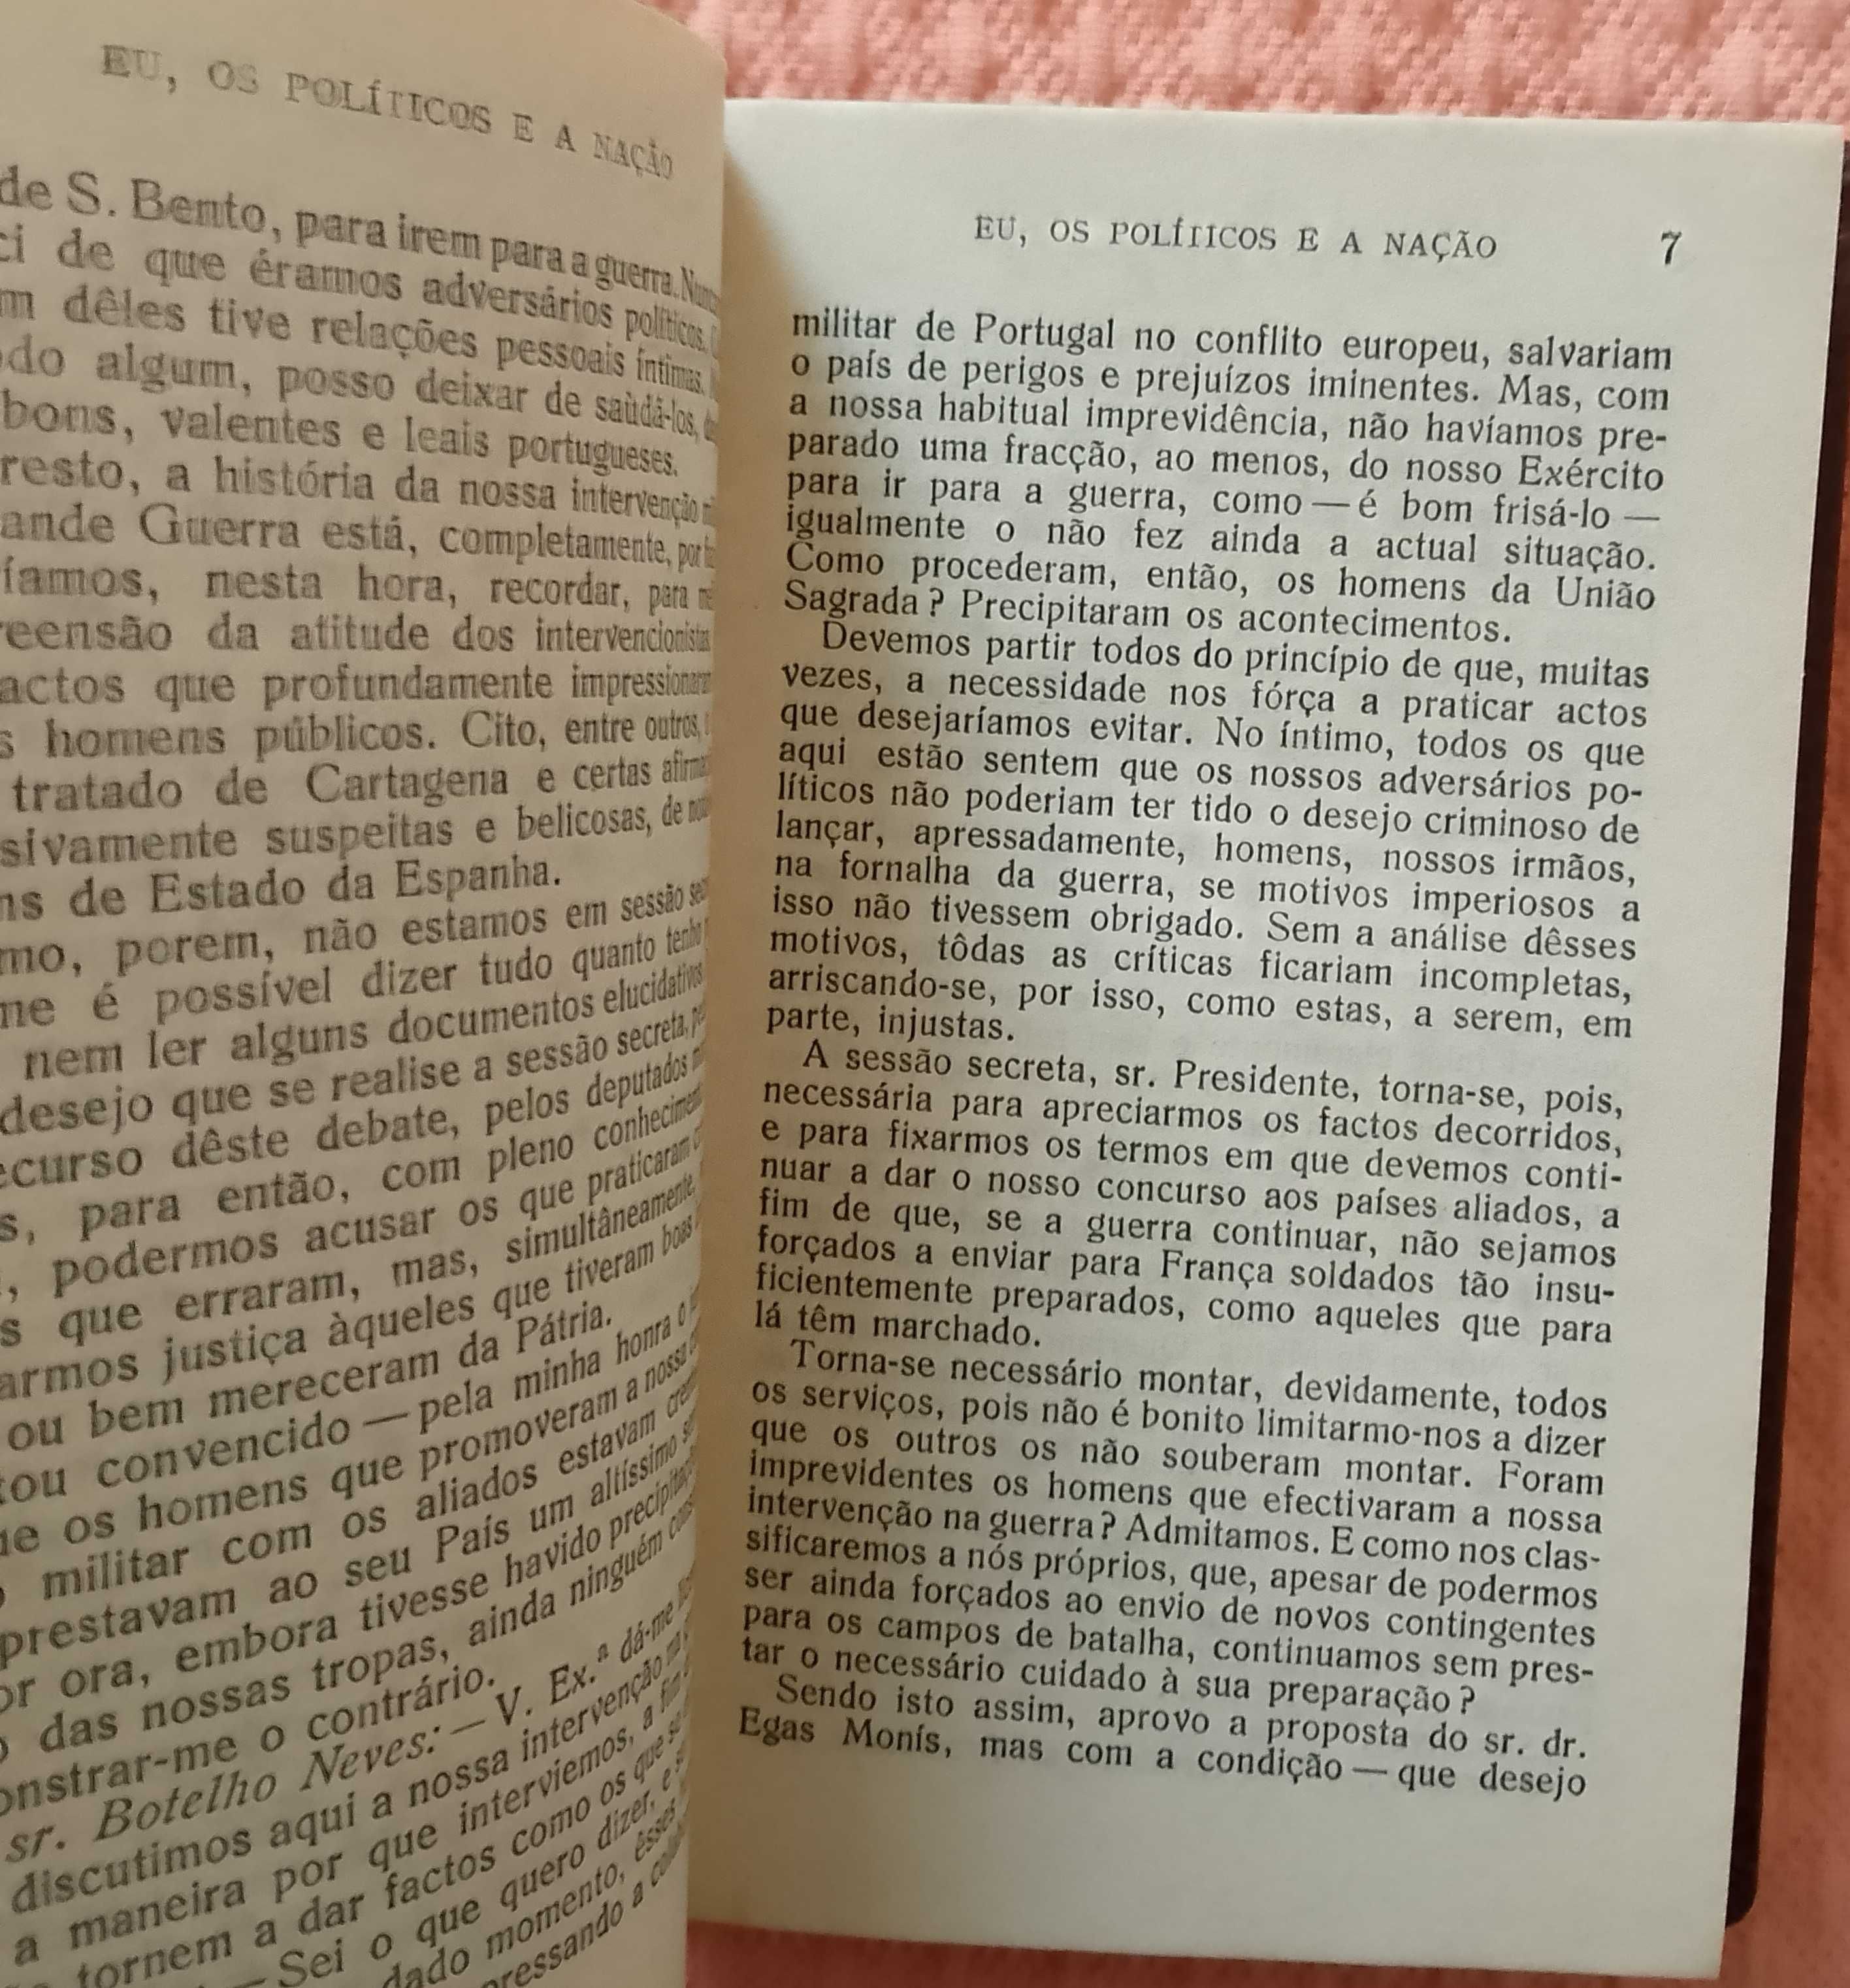 EU, OS POLÍTICOS E A NAÇÃO
de S. Bento, para irem para a guerra.
de que éramos adversários políticos.
dêles tive relações pessoais íntimas.
algum, posso deixar de saùdá-los,
bons, valentes e leais portugueses.
resto, a história da nossa intervenção
Guerra está, completamente, por
nesta hora, recordar, para
da atitude dos intervencionistas
actos que profundamente
homens públicos. Cito, entre outros,
tratado de Cartagena e certas
suspeitas e belicosas, de
de Estado da Espanha.
porem, não estamos em sessão
é possível dizer tudo quanto tenho
nem ler alguns documentos elucidativos
desejo que se realise a sessão secreta,
dêste debate, pelos deputados
para então, com pleno
podermos acusar os que praticaram
que erraram, mas, simultâneamente,
justiça àqueles que tiveram boas
ou bem mereceram da Pátria.
convencido — pela minha honra o
os homens que promoveram a nossa
militar com os aliados estavam
prestavam ao seu País um altíssimo
ora, embora tivesse havido
das nossas tropas, ainda ninguém
o contrário.
sr. Botelho Neves: — V. Ex.ª dá-me
discutimos aqui a nossa intervenção
a maneira por que interviemos, a fim
tornem a dar factos como os que se
— Sei o que quero dizer, e
momento, êsses
a
EU, OS POLÍTICOS E A NAÇÃO 7
militar de Portugal no conflito europeu, salvariam
o país de perigos e prejuízos iminentes. Mas, com
a nossa habitual imprevidência, não havíamos pre-
parado uma fracção, ao menos, do nosso Exército
para ir para a guerra, como — é bom frisá-lo —
igualmente o não fez ainda a actual situação.
Como procederam, então, os homens da União
Sagrada? Precipitaram os acontecimentos.
Devemos partir todos do princípio de que, muitas
vezes, a necessidade nos fórça a praticar actos
que desejaríamos evitar. No íntimo, todos os que
aqui estão sentem que os nossos adversários po-
líticos não poderiam ter tido o desejo criminoso de
lançar, apressadamente, homens, nossos irmãos,
na fornalha da guerra, se motivos imperiosos a
isso não tivessem obrigado. Sem a análise dêsses
motivos, tôdas as críticas ficariam incompletas,
arriscando-se, por isso, como estas, a serem, em
parte, injustas.
A sessão secreta, sr. Presidente, torna-se, pois,
necessária para apreciarmos os factos decorridos,
e para fixarmos os termos em que devemos conti-
nuar a dar o nosso concurso aos países aliados, a
fim de que, se a guerra continuar, não sejamos
forçados a enviar para França soldados tão insu-
ficientemente preparados, como aqueles que para
lá têm marchado.
Torna-se necessário montar, devidamente, todos
os serviços, pois não é bonito limitarmo-nos a dizer
que os outros os não souberam montar. Foram
imprevidentes os homens que efectivaram a nossa
intervenção na guerra? Admitamos. E como nos clas-
sificaremos a nós próprios, que, apesar de podermos
ser ainda forçados ao envio de novos contingentes
para os campos de batalha, continuamos sem pres-
tar o necessário cuidado à sua preparação?
Sendo isto assim, aprovo a proposta do sr. dr.
Egas Monís, mas com a condição — que desejo